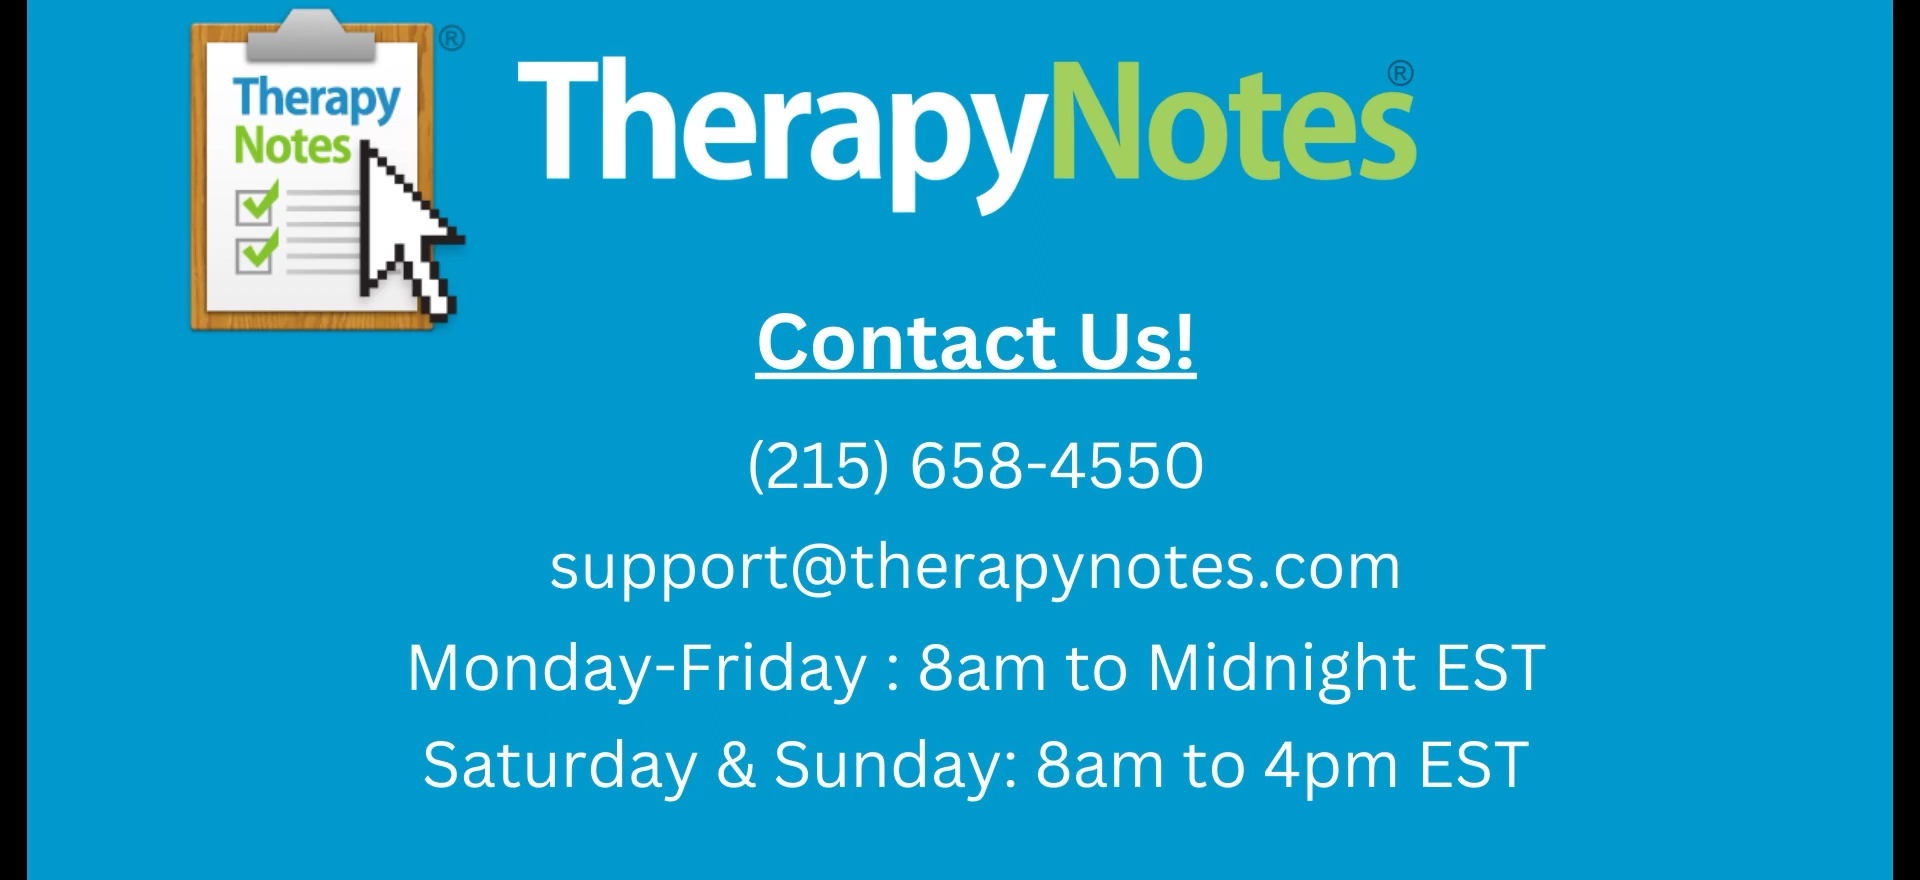 Therapy
Notes
®
TherapyNotes®
Contact Us!
(215) 658-4550
support@therapynotes.com
Monday-Friday : 8am to Midnight EST
Saturday & Sunday: 8am to 4pm EST